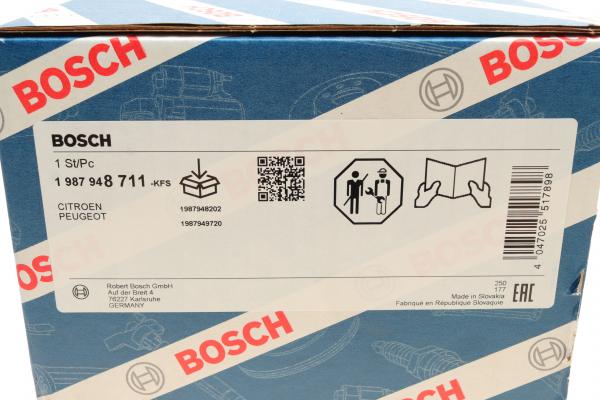 BOSCH
BOSCH
BOSCH
BOSCH
BOSCH
1 St/Pc
1 987 948 711 -KFS
CITROEN
PEUGEOT
1987948202
1987949720
4 047025 517898
Robert Bosch GmbH
Auf der Breit 4
76227 Karlsruhe
GERMANY
250
177
Made in Slovakia
Fabriqué en République Slovaque
EAC
BOSCH
BOSCH